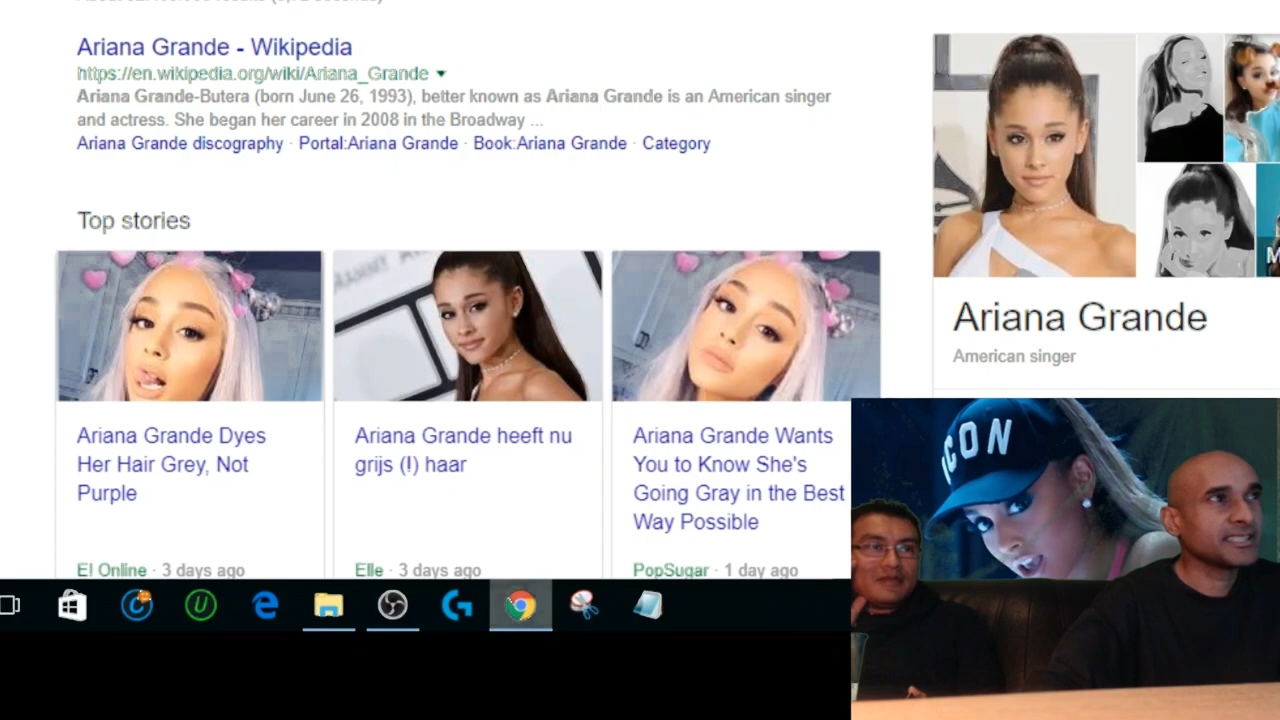 Ariana Grande - Wikipedia
https://en.wikipedia.org/wiki/Ariana_Grande
Ariana Grande-Butera (born June 26, 1993), better known as Ariana Grande is an American singer
and actress. She began her career in 2008 in the Broadway ...
Ariana Grande discography · Portal:Ariana Grande · Book:Ariana Grande · Category
Top stories
Ariana Grande Dyes
Her Hair Grey, Not
Purple
E! Online · 3 days ago
Ariana Grande heeft nu
grijs (!) haar
Elle · 3 days ago
Ariana Grande Wants
You to Know She's
Going Gray in the Best
Way Possible
PopSugar · 1 day ago
Ariana Grande
American singer
ICON